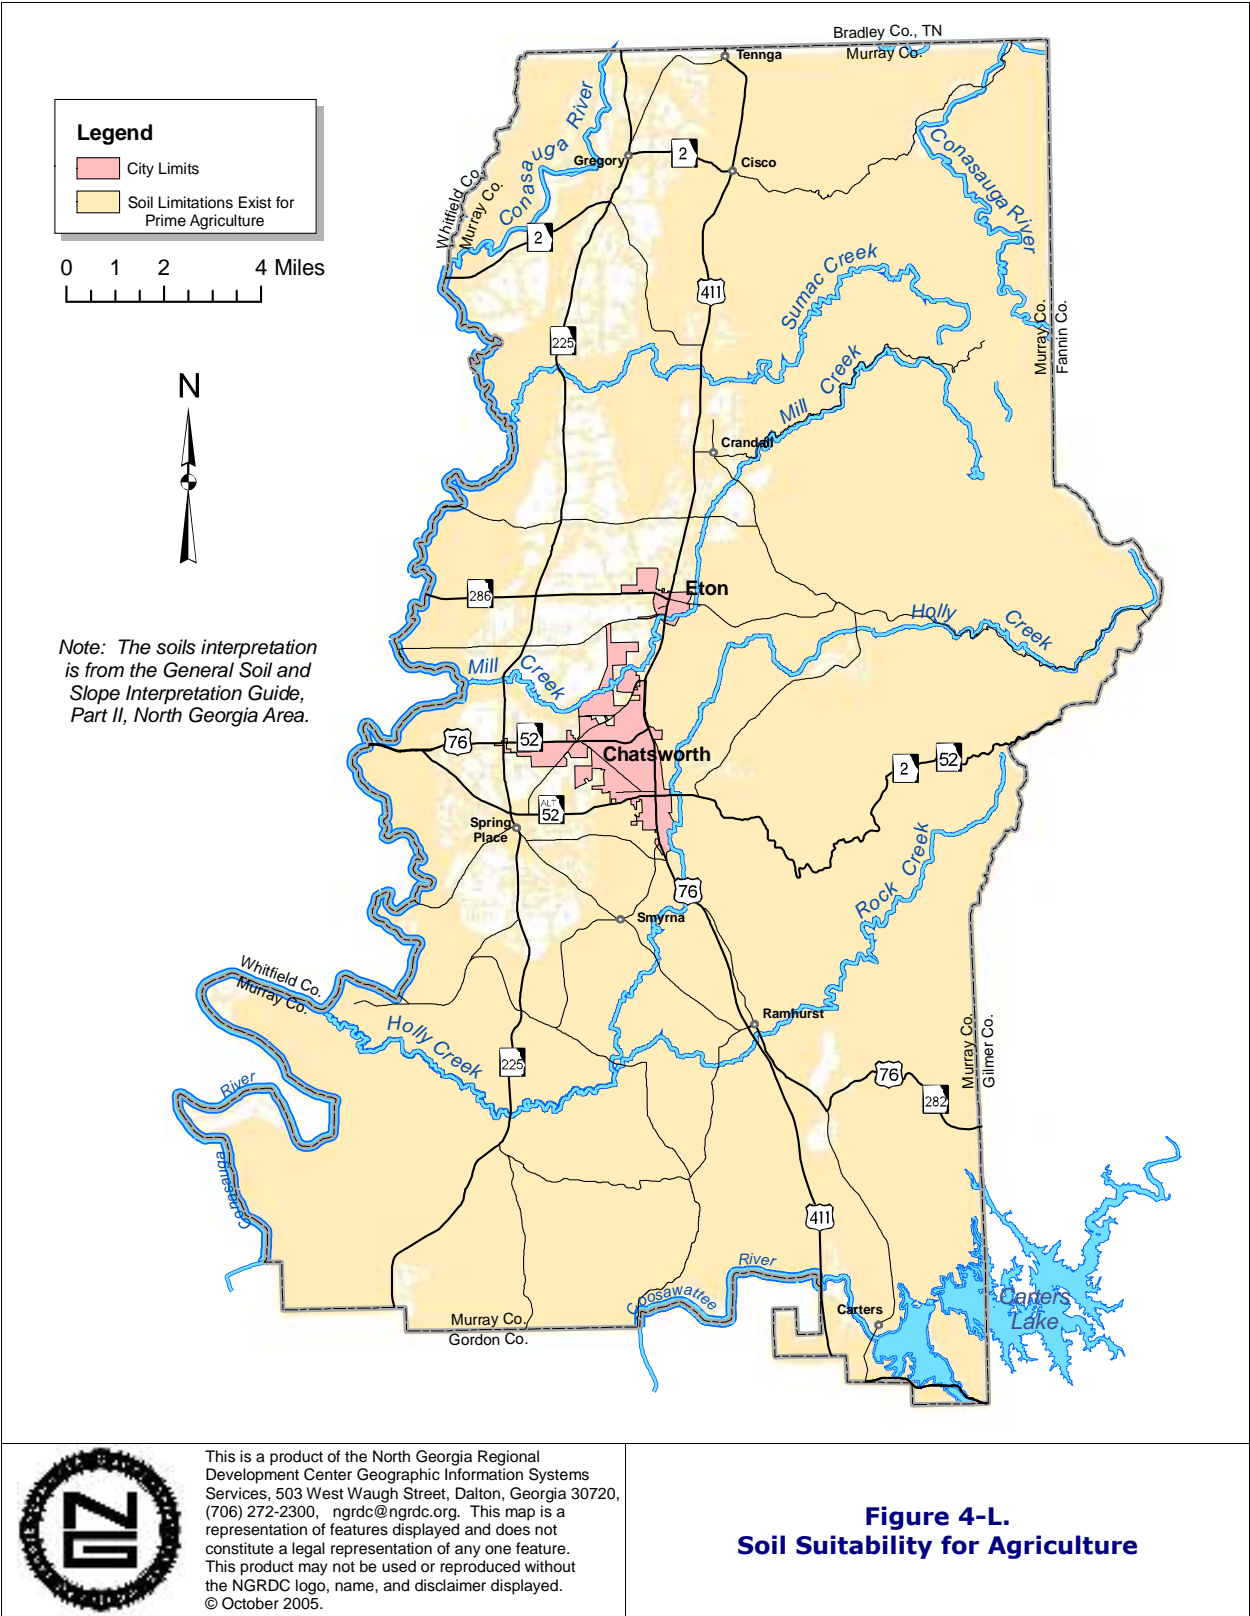 Bradley Co., TN
Murray Co.
Tennga
Legend
City Limits
Soil Limitations Exist for
Prime Agriculture
0 1 2 4 Miles
N
Note: The soils interpretation
is from the General Soil and
Slope Interpretation Guide,
Part II, North Georgia Area.
Conasauga River
Gregory
2
Cisco
Conasauga River
Whitfield Co.
Murray Co.
2
411
Sumac Creek
Murray Co.
Fannin Co.
225
Mill Creek
Crandall
286
Eton
Holly Creek
Mill Creek
76
52
Chatsworth
2
52
ALT
52
Spring
Place
Rock Creek
76
Smyrna
Whitfield Co.
Murray Co.
Holly Creek
Ramhurst
225
76
282
Murray Co.
Gilmer Co.
River
Conasauga
411
River
Coosawattee
Carters
Carters
Lake
Murray Co.
Gordon Co.
NG
This is a product of the North Georgia Regional
Development Center Geographic Information Systems
Services, 503 West Waugh Street, Dalton, Georgia 30720,
(706) 272-2300, ngrdc@ngrdc.org. This map is a
representation of features displayed and does not
constitute a legal representation of any one feature.
This product may not be used or reproduced without
the NGRDC logo, name, and disclaimer displayed.
© October 2005.
Figure 4-L.
Soil Suitability for Agriculture